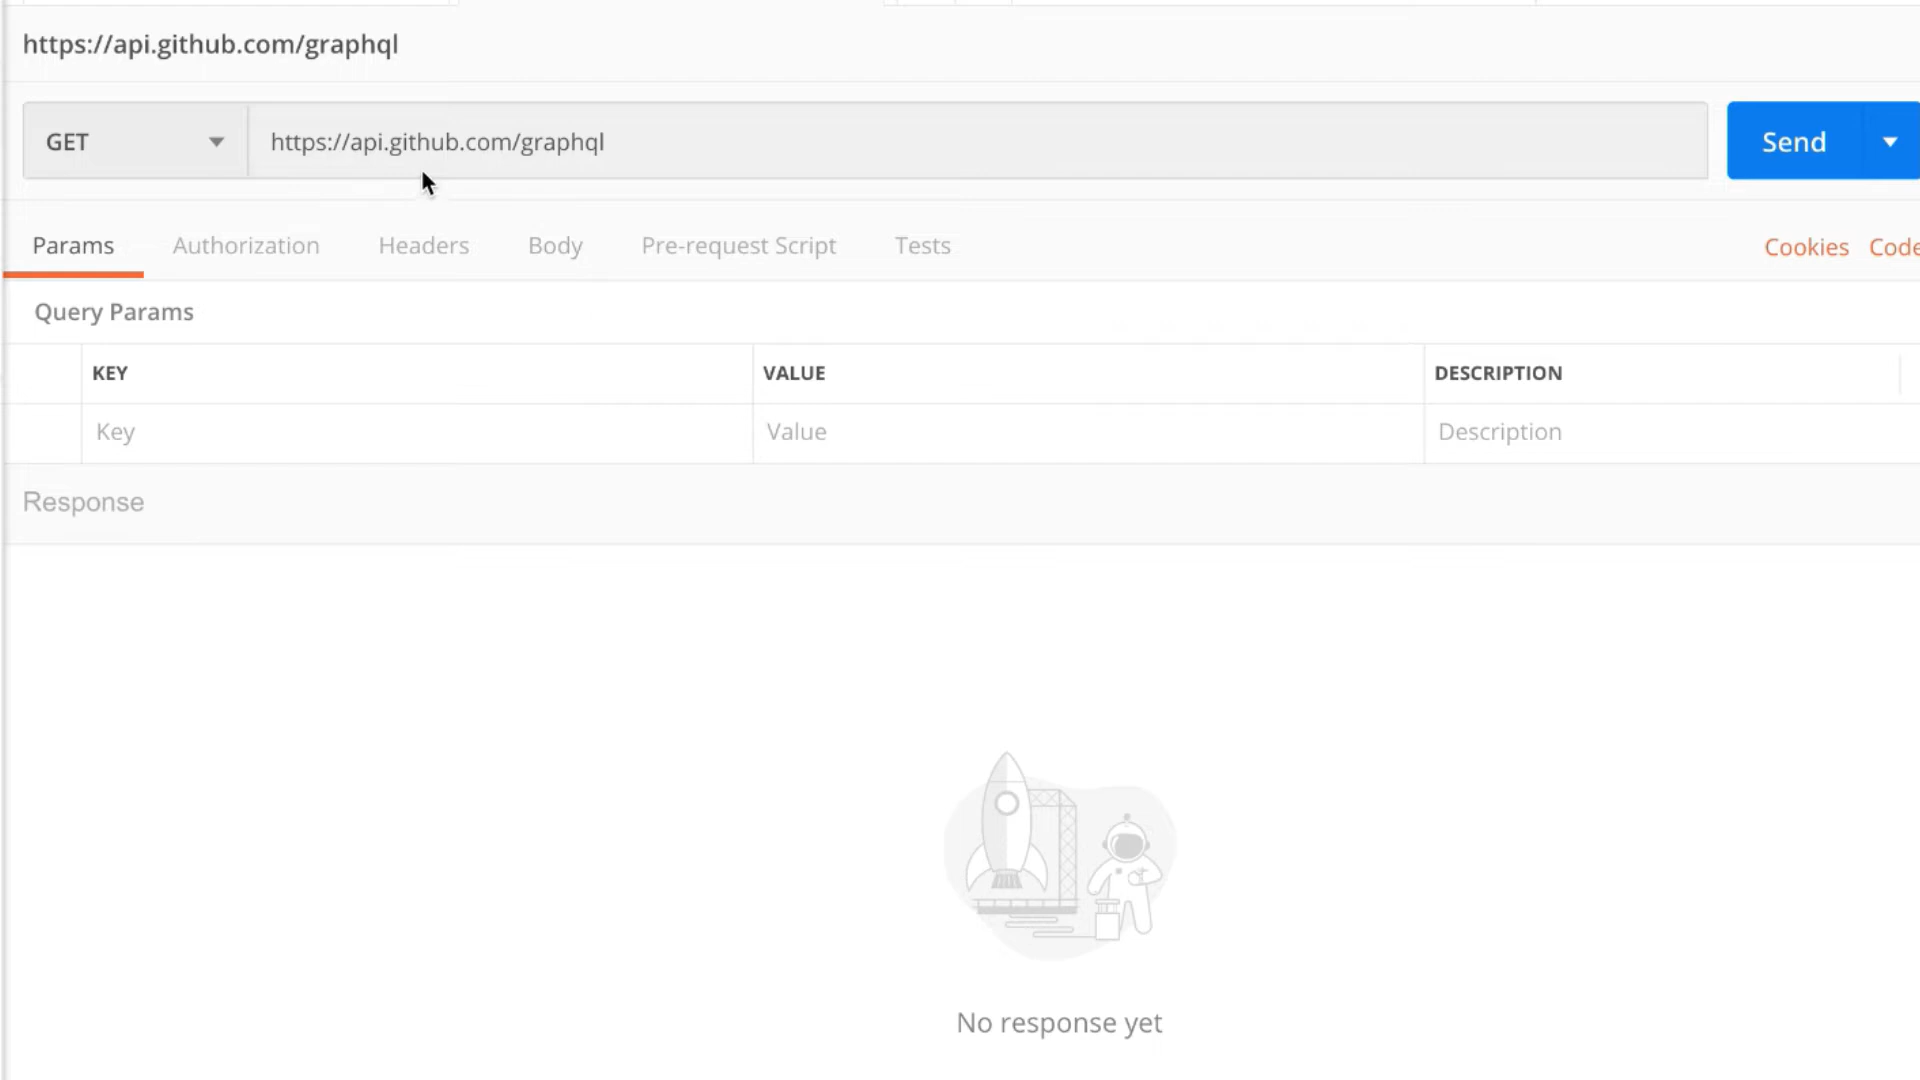 https://api.github.com/graphql
GET https://api.github.com/graphql Send
Params Authorization Headers Body Pre-request Script Tests Cookies Code
Query Params
KEY VALUE DESCRIPTION
Key Value Description
Response
No response yet